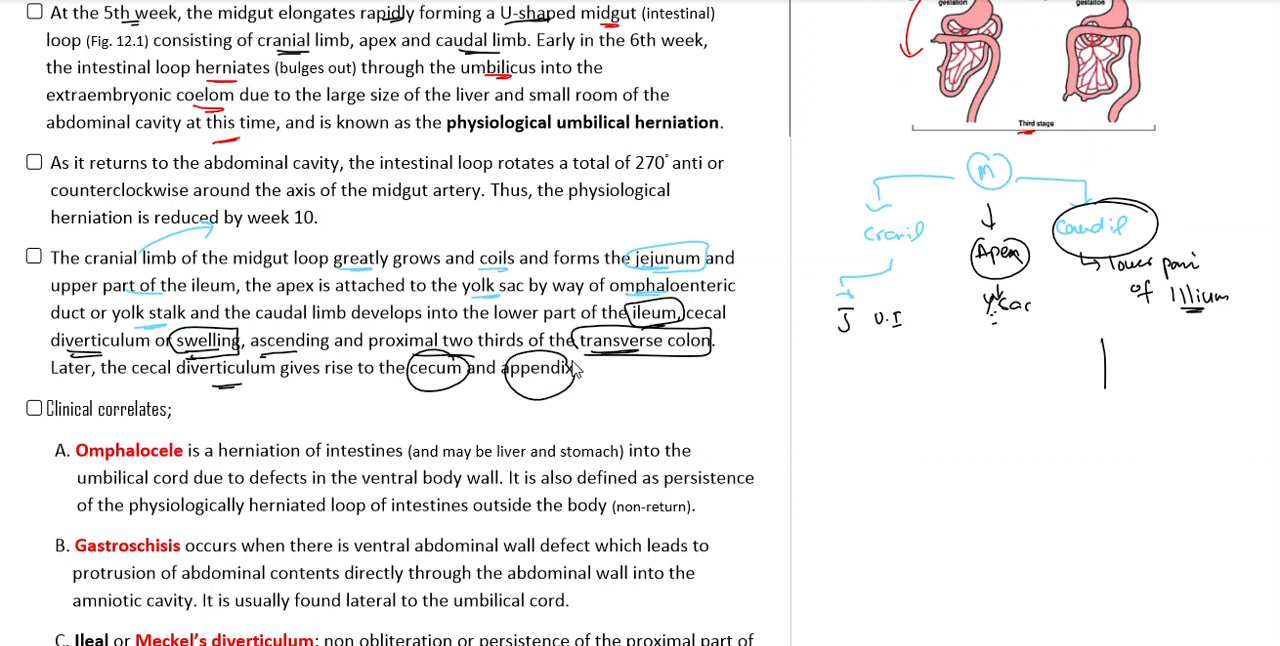 At the 5th week, the midgut elongates rapidly forming a U-shaped midgut (intestinal)
loop (Fig. 12.1) consisting of cranial limb, apex and caudal limb. Early in the 6th week,
the intestinal loop herniates (bulges out) through the umbilicus into the
extraembryonic coelom due to the large size of the liver and small room of the
abdominal cavity at this time, and is known as the physiological umbilical herniation.
As it returns to the abdominal cavity, the intestinal loop rotates a total of 270° anti or
counterclockwise around the axis of the midgut artery. Thus, the physiological
herniation is reduced by week 10.
The cranial limb of the midgut loop greatly grows and coils and forms the jejunum and
upper part of the ileum, the apex is attached to the yolk sac by way of omphaloenteric
duct or yolk stalk and the caudal limb develops into the lower part of the ileum, cecal
diverticulum or swelling, ascending and proximal two thirds of the transverse colon.
Later, the cecal diverticulum gives rise to the cecum and appendix.
Clinical correlates;
A. Omphalocele is a herniation of intestines (and may be liver and stomach) into the
umbilical cord due to defects in the ventral body wall. It is also defined as persistence
of the physiologically herniated loop of intestines outside the body (non-return).
B. Gastroschisis occurs when there is ventral abdominal wall defect which leads to
protrusion of abdominal contents directly through the abdominal wall into the
amniotic cavity. It is usually found lateral to the umbilical cord.
C. Ileal or Meckel's diverticulum; non obliteration or persistence of the proximal part of
gestation gestation
Third stage
M
Cranil
Apex
J U.I
sac
lower
of Illium